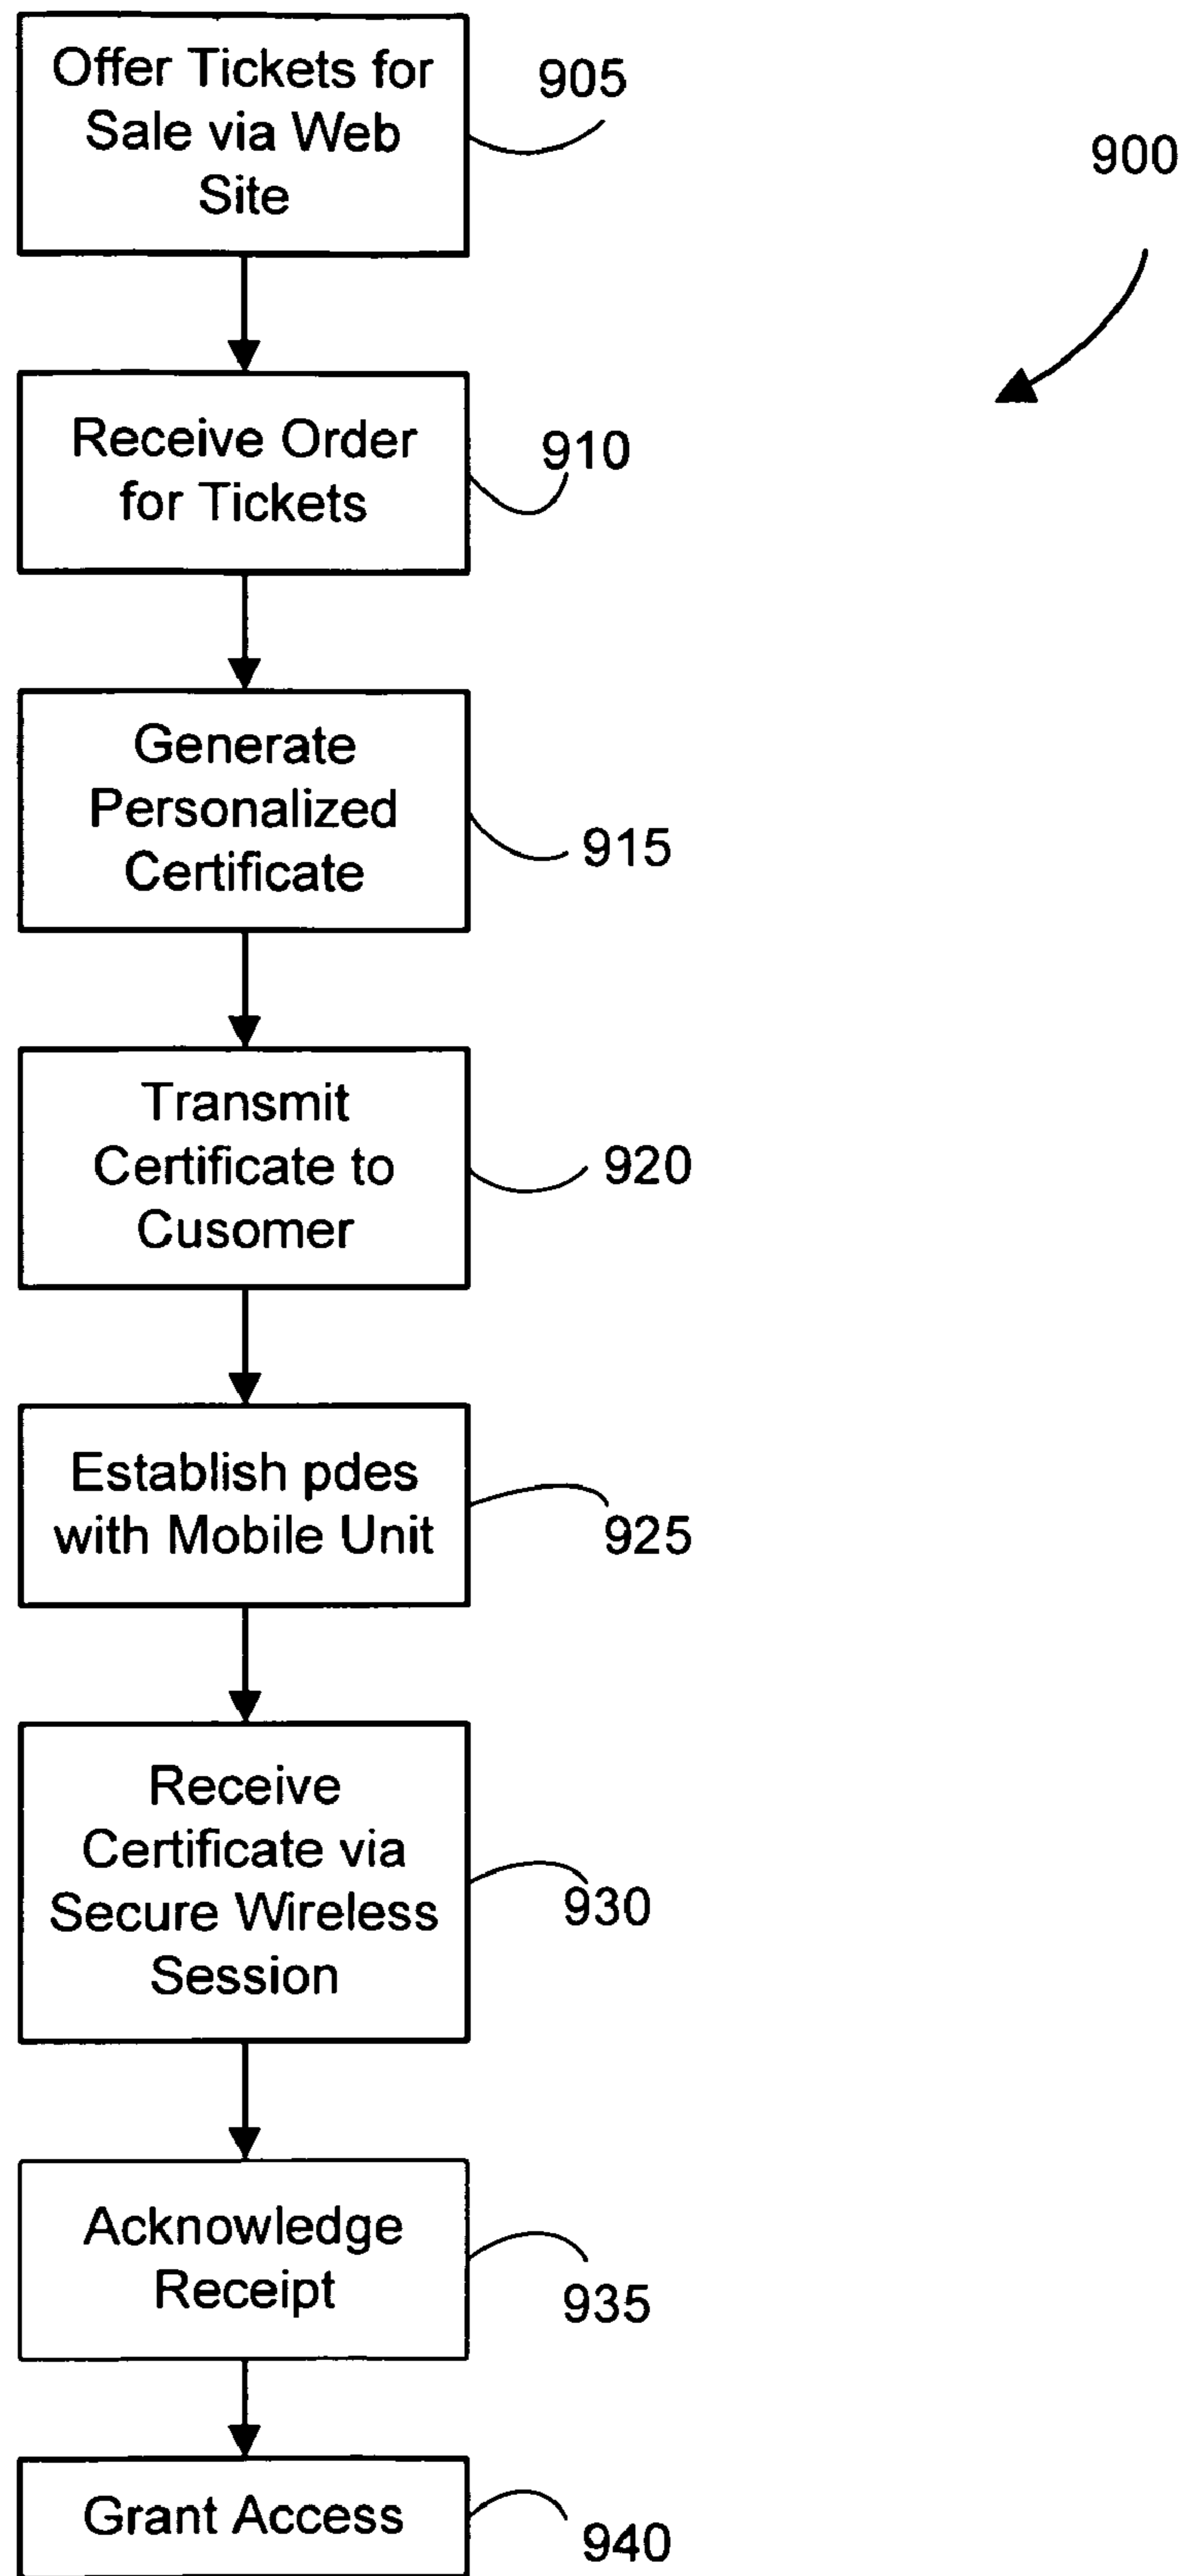 Offer Tickets for
Sale via Web
Site
905
900
Receive Order
for Tickets
910
Generate
Personalized
Certificate
915
Transmit
Certificate to
Cusomer
920
Establish pdes
with Mobile Unit
925
Receive
Certificate via
Secure Wireless
Session
930
Acknowledge
Receipt
935
Grant Access
940